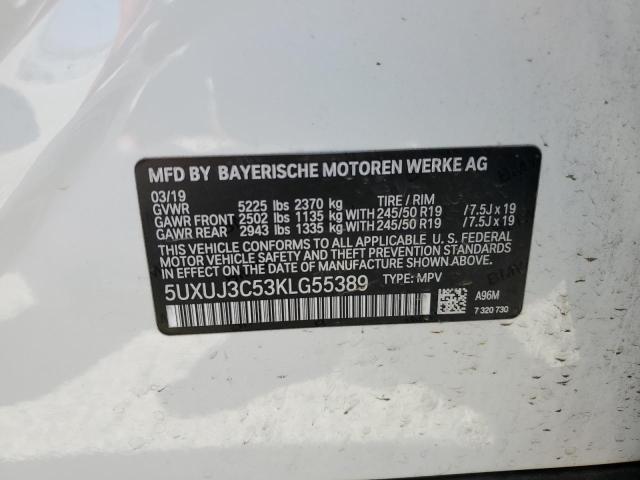 MFD BY BAYERISCHE MOTOREN WERKE AG
03/19 TIRE / RIM
GVWR 5225 lbs 2370 kg
GAWR FRONT 2502 lbs 1135 kg WITH 245/50 R19 / 7.5J x 19
GAWR REAR 2943 lbs 1335 kg WITH 245/50 R19 / 7.5J x 19
THIS VEHICLE CONFORMS TO ALL APPLICABLE U. S. FEDERAL
MOTOR VEHICLE SAFETY AND THEFT PREVENTION STANDARDS
IN EFFECT ON THE DATE OF MANUFACTURE SHOWN ABOVE.
5UXUJ3C53KLG55389 TYPE: MPV
A96M
7 320 730